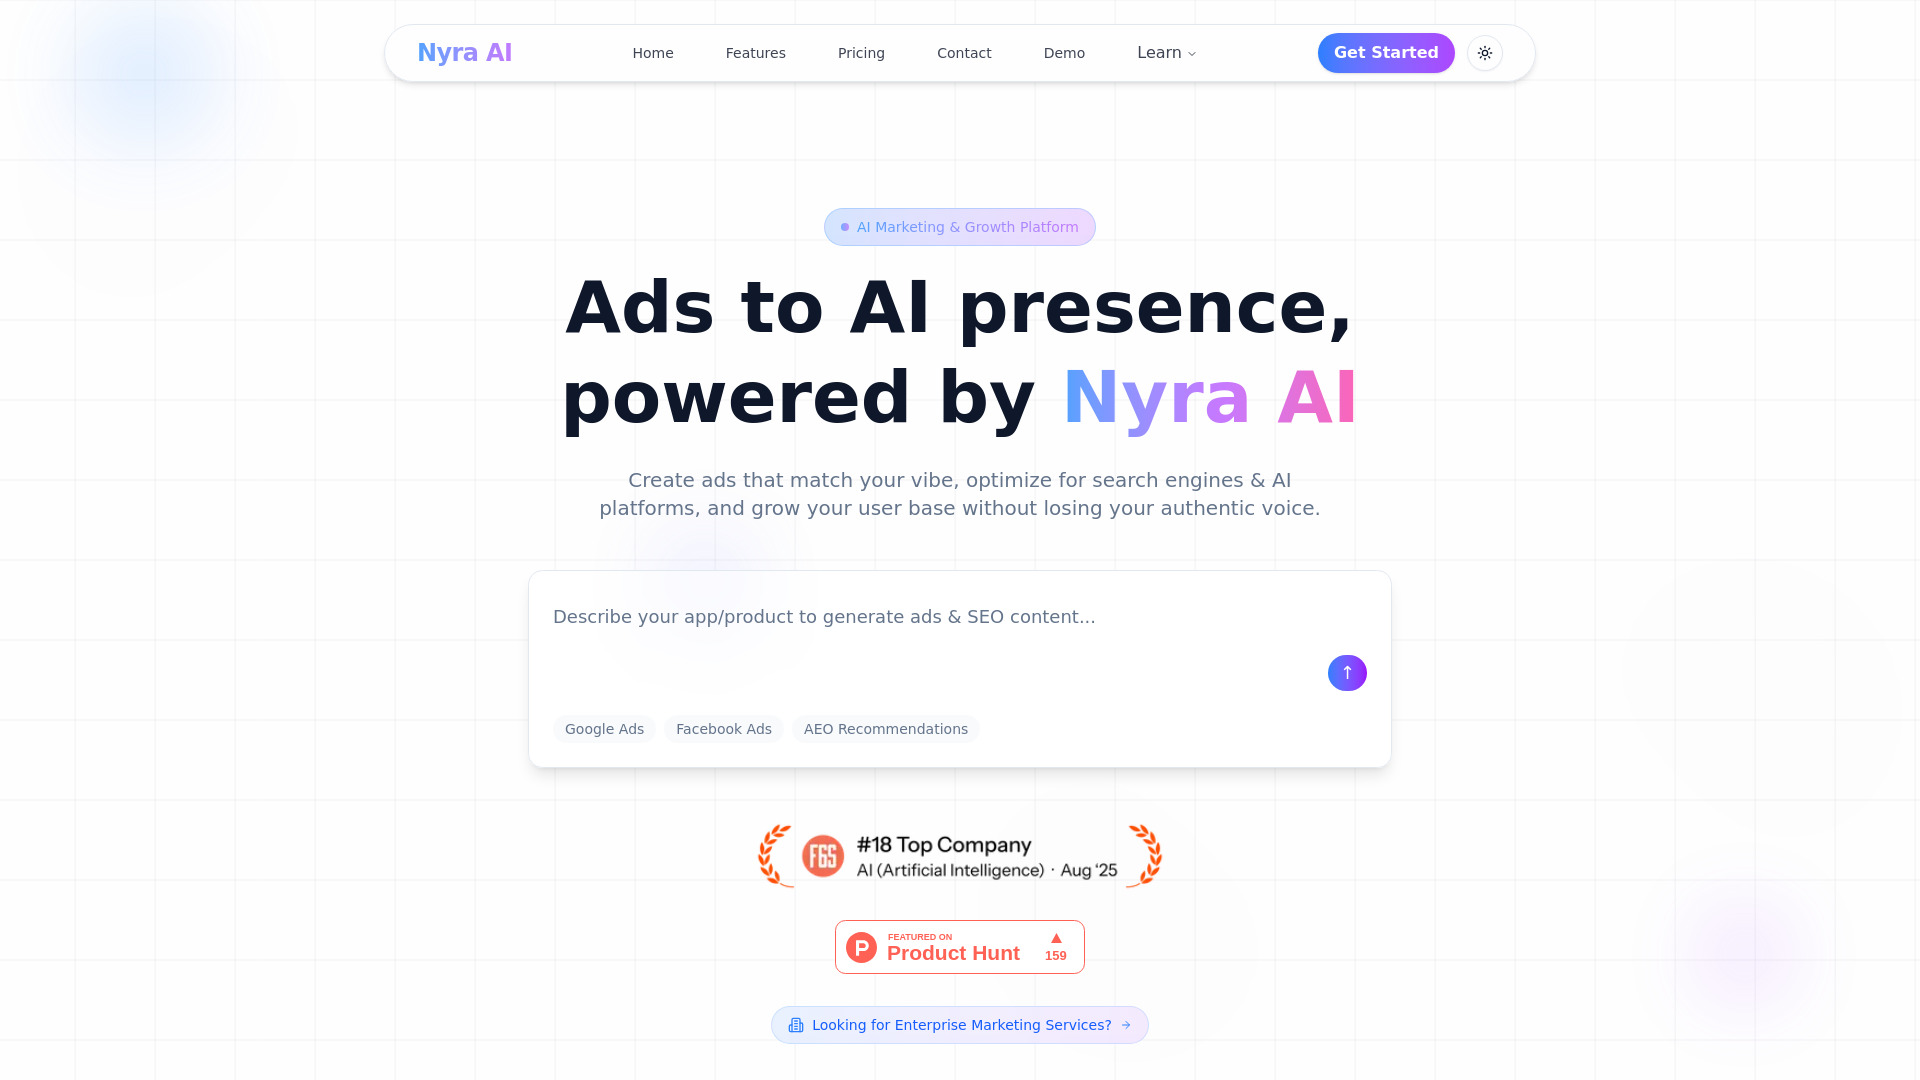 Nyra AI
Home
Features
Pricing
Contact
Demo
Learn
Get Started
AI Marketing & Growth Platform
Ads to AI presence,
powered by Nyra AI
Create ads that match your vibe, optimize for search engines & AI
platforms, and grow your user base without losing your authentic voice.
Describe your app/product to generate ads & SEO content...
↑
Google Ads
Facebook Ads
AEO Recommendations
F6S
#18 Top Company
AI (Artificial Intelligence) · Aug ‘25
P
FEATURED ON
Product Hunt
▲
159
Looking for Enterprise Marketing Services?